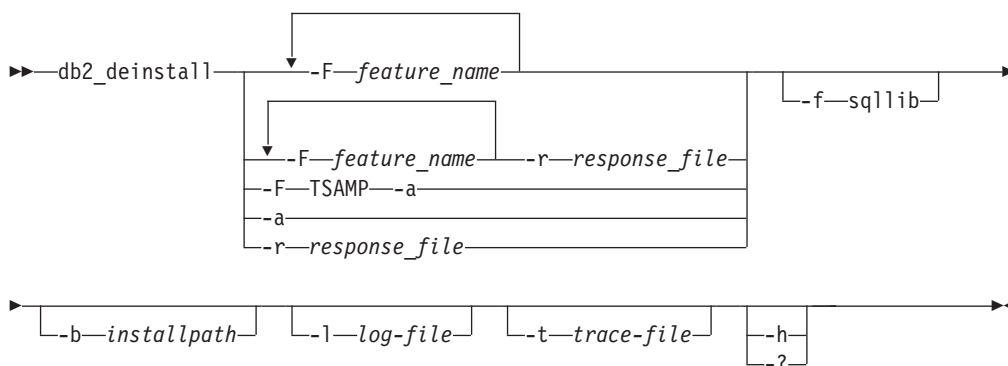 db2_deinstall -F feature_name -f sqllib
-F feature_name -r response_file
-F TSAMP -a
-a
-r response_file
-b installpath -l log-file -t trace-file -h
-?